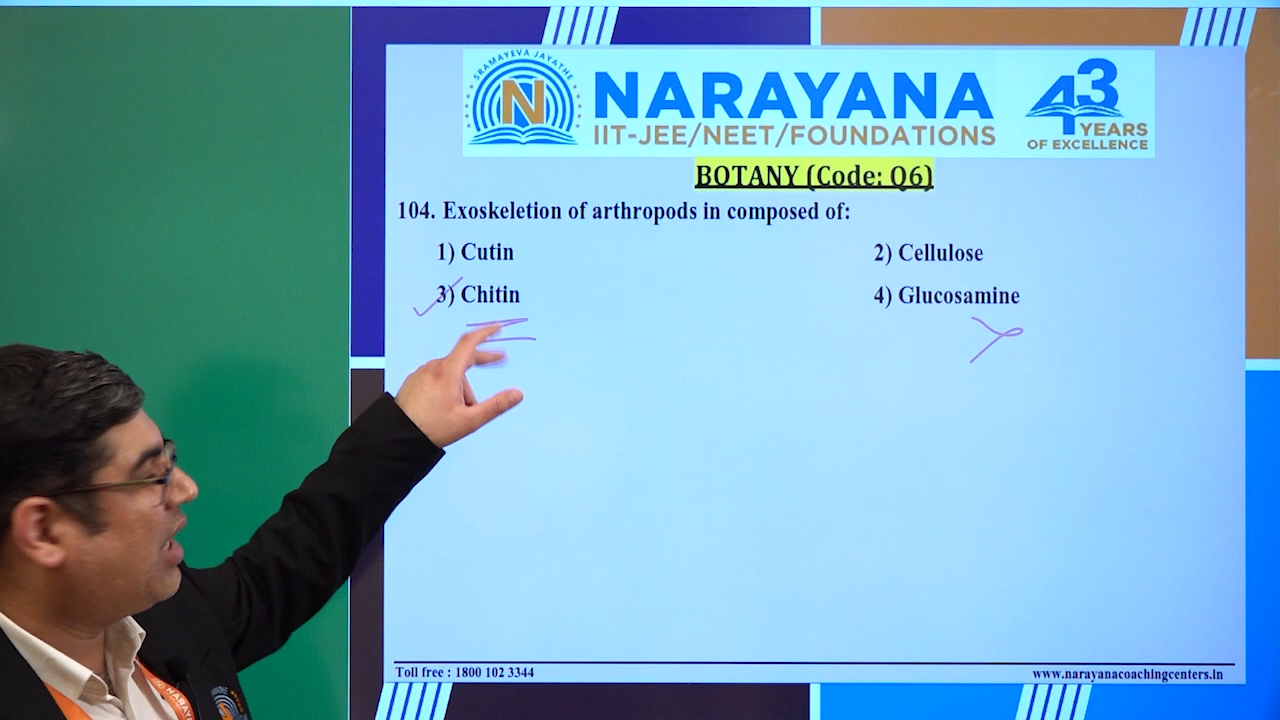 SRAMAYEVA JAYATHE
N
NARAYANA
IIT-JEE/NEET/FOUNDATIONS
43
YEARS
OF EXCELLENCE
BOTANY (Code: Q6)
104. Exoskeletion of arthropods in composed of:
1) Cutin
2) Cellulose
3) Chitin
4) Glucosamine
Toll free : 1800 102 3344
www.narayanacoachingcenters.in